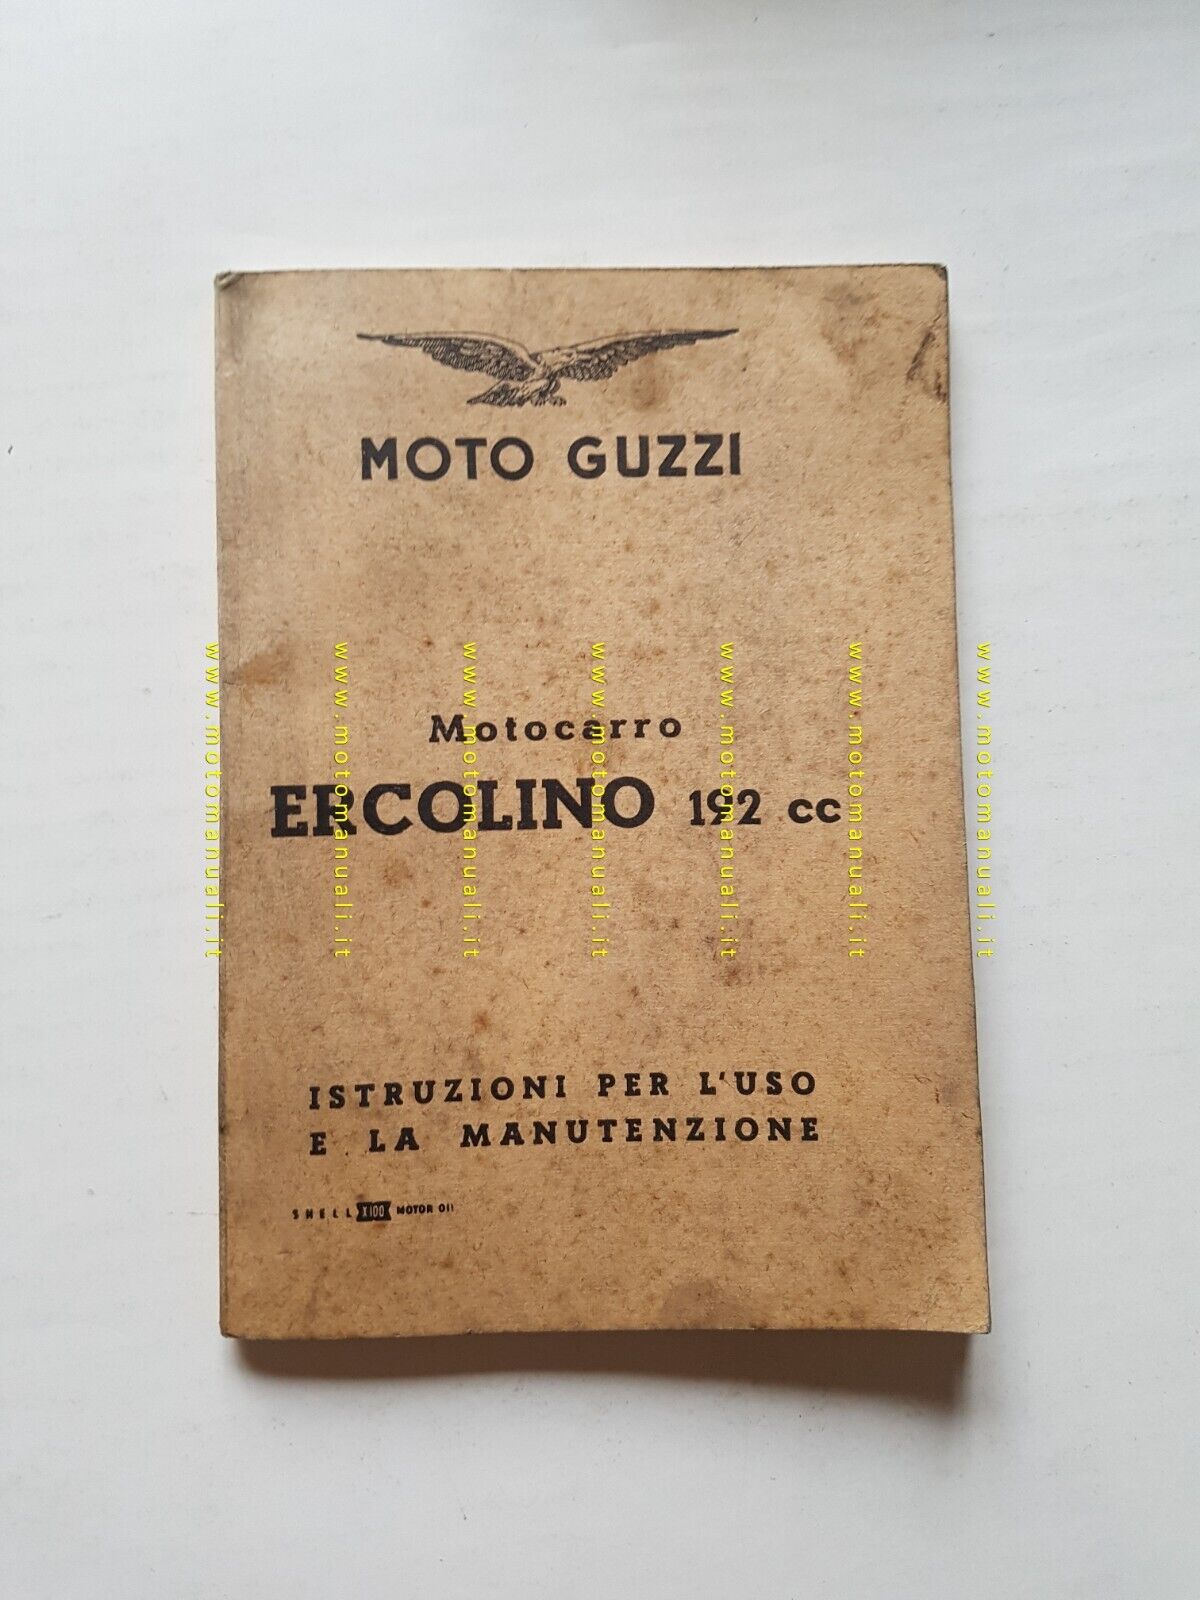 MOTO GUZZI
Motocarro
ERCOLINO 192 cc
ISTRUZIONI PER L'USO
E LA MANUTENZIONE
SHELL X100 MOTOR OIL
www.motomanuali.it
www.motomanuali.it
www.motomanuali.it
www.motomanuali.it
www.motomanuali.it
www.motomanuali.it
www.motomanuali.it